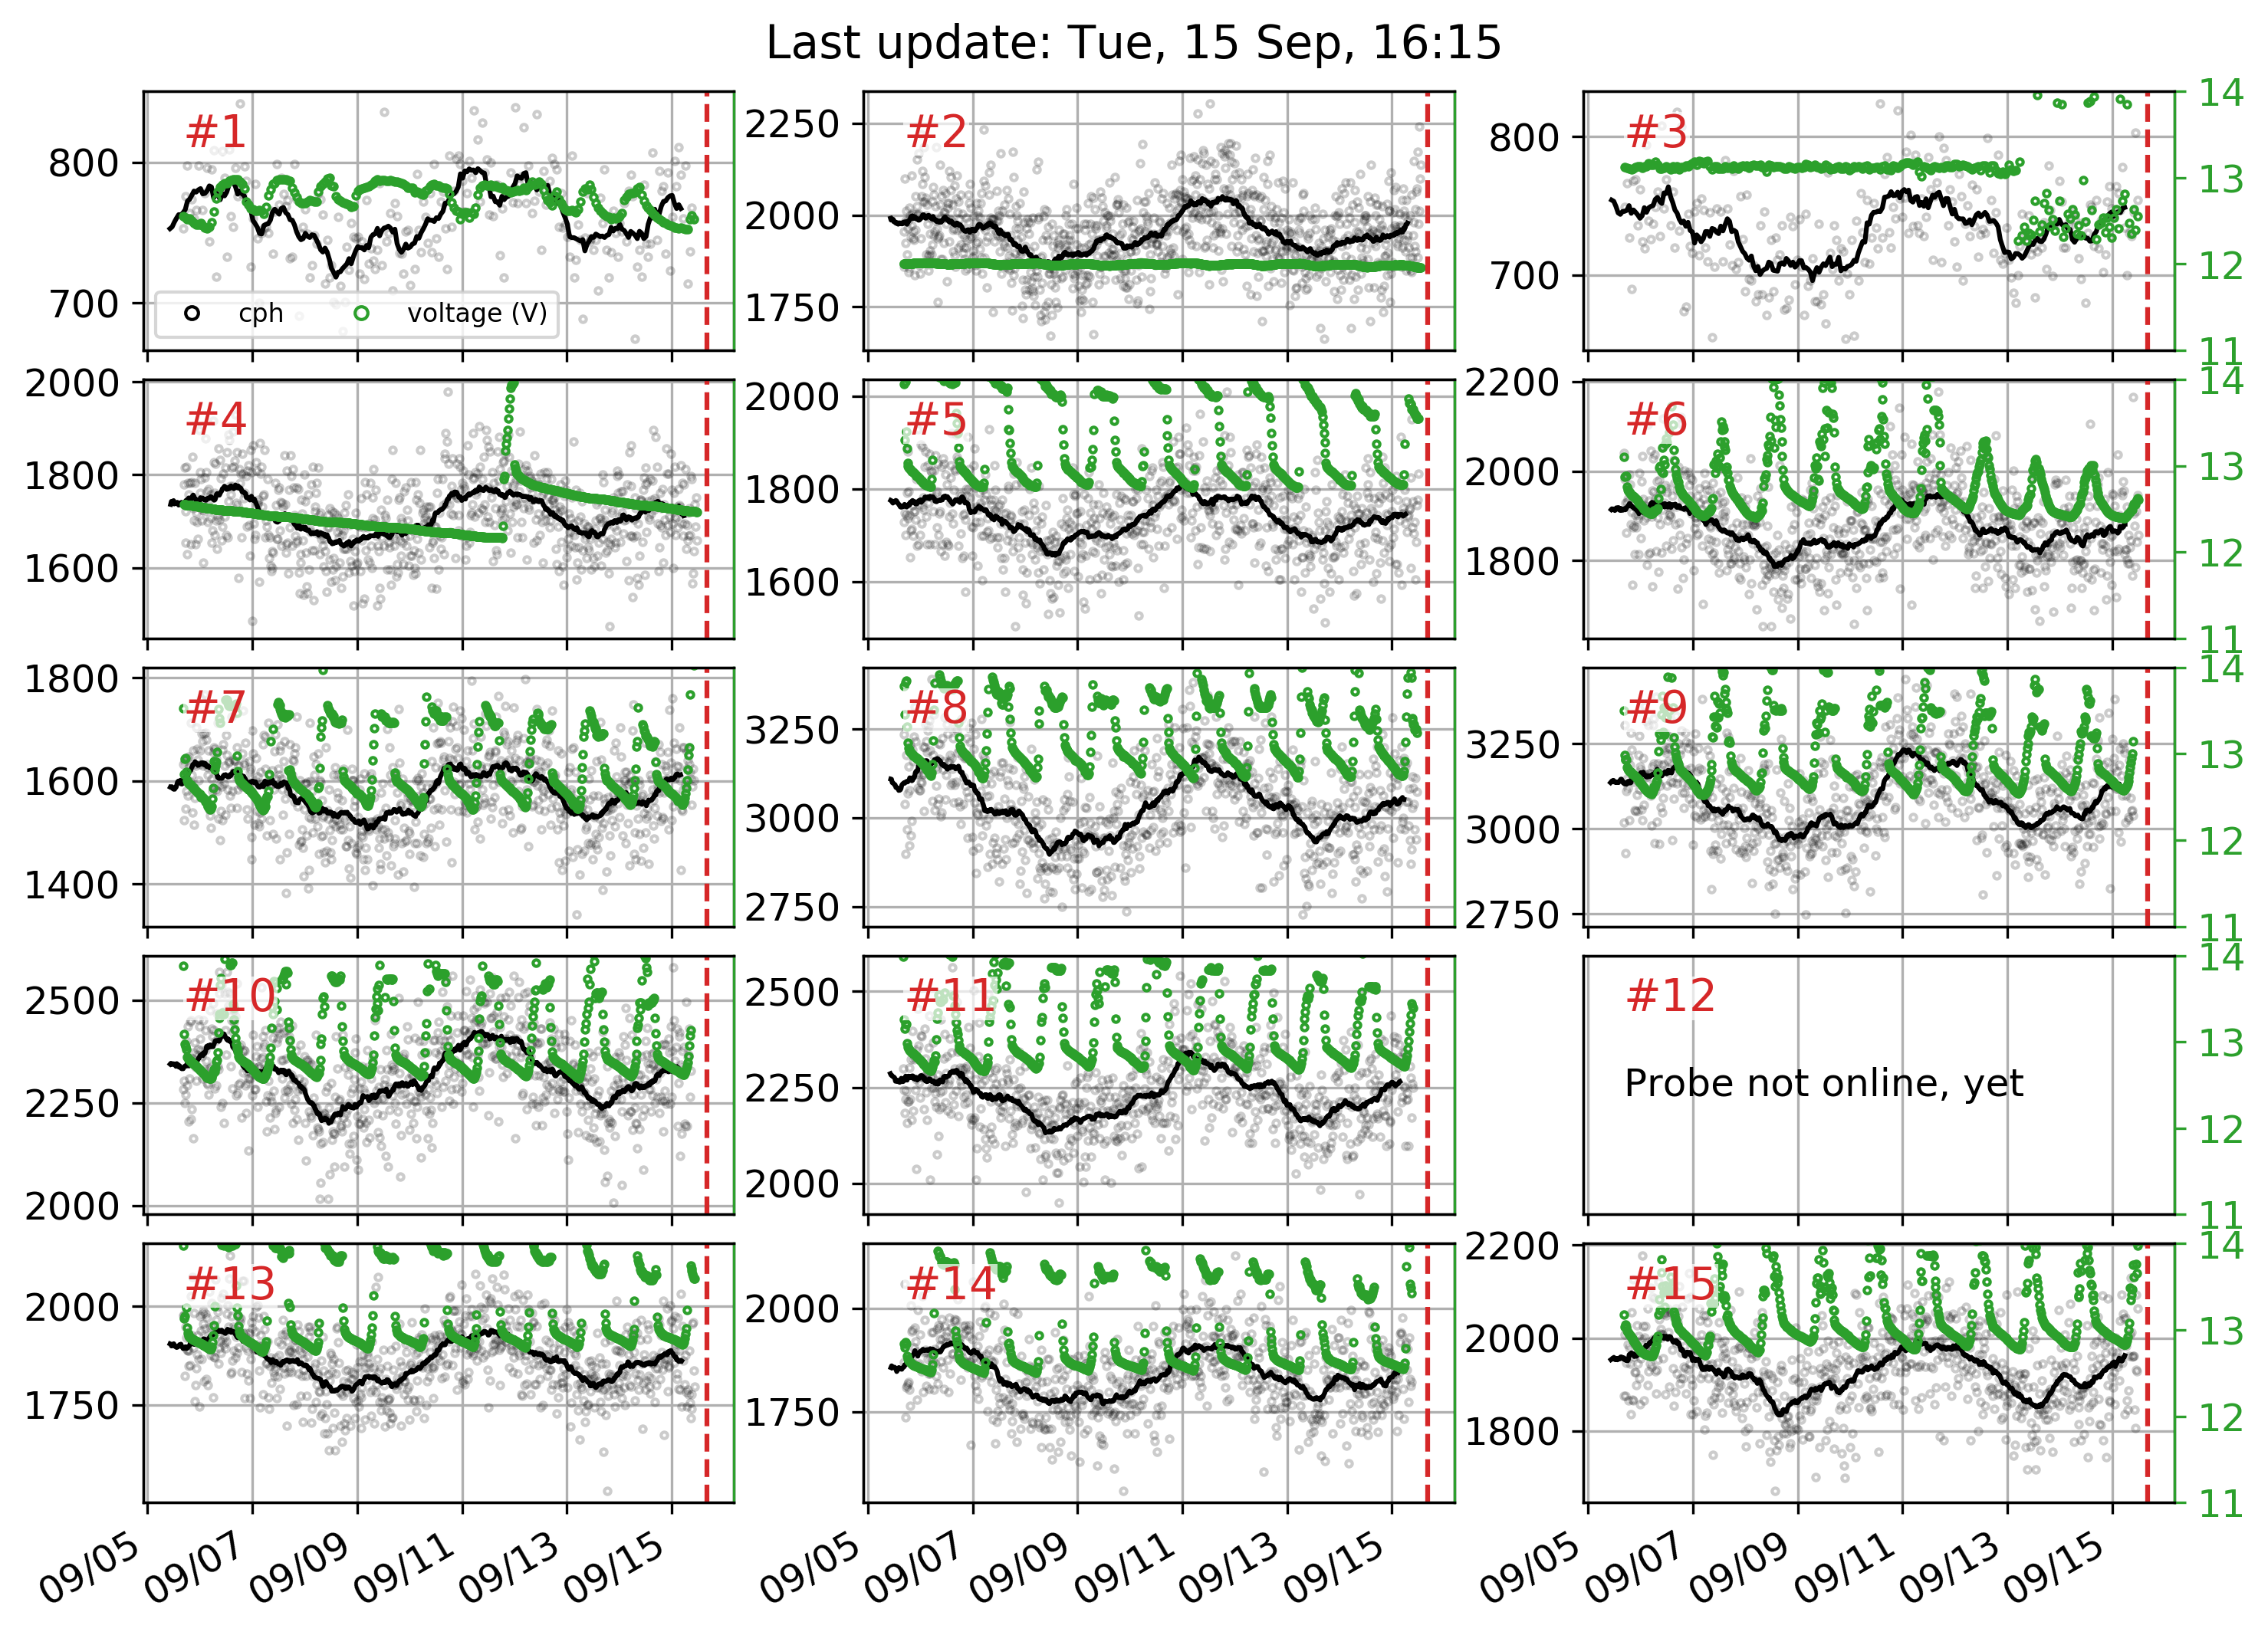 Last update: Tue, 15 Sep, 16:15
#1 #2 #3
800 700
2250 2000 1750
800 700
14 13 12 11
cph voltage (V)
#4 #5 #6
2000 1800 1600
2000 1800 1600
2200 2000 1800
14 13 12 11
#7 #8 #9
1800 1600 1400
3250 3000 2750
3250 3000 2750
14 13 12 11
#10 #11 #12
2500 2250 2000
2500 2250 2000
Probe not online, yet
14 13 12 11
#13 #14 #15
2000 1750
2000 1750
2200 2000 1800
14 13 12 11
09/05 09/07 09/09 09/11 09/13 09/15
09/05 09/07 09/09 09/11 09/13 09/15
09/05 09/07 09/09 09/11 09/13 09/15